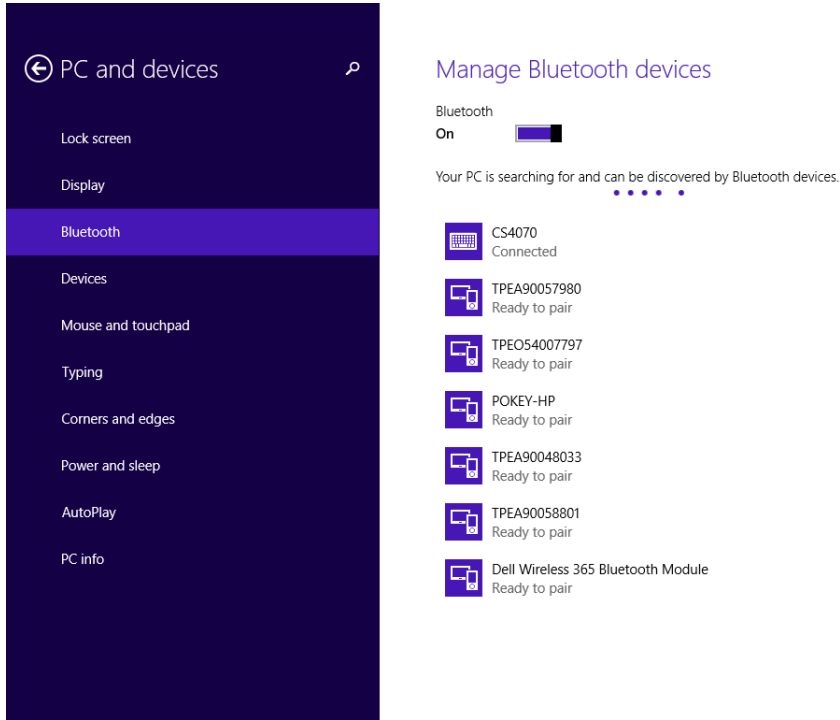 PC and devices
Lock screen
Display
Bluetooth
Devices
Mouse and touchpad
Typing
Corners and edges
Power and sleep
AutoPlay
PC info
Manage Bluetooth devices
Bluetooth
On
Your PC is searching for and can be discovered by Bluetooth devices.
CS4070
Connected
TPEA90057980
Ready to pair
TPEO54007797
Ready to pair
POKEY-HP
Ready to pair
TPEA90048033
Ready to pair
TPEA90058801
Ready to pair
Dell Wireless 365 Bluetooth Module
Ready to pair